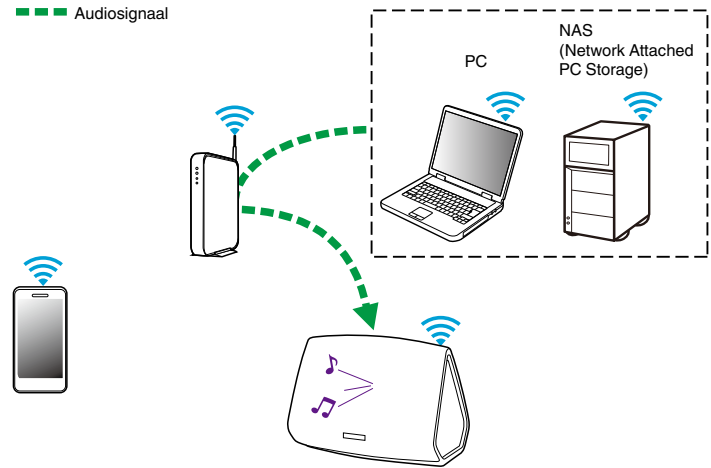 Audiosignaal
PC
NAS
(Network Attached
PC Storage)